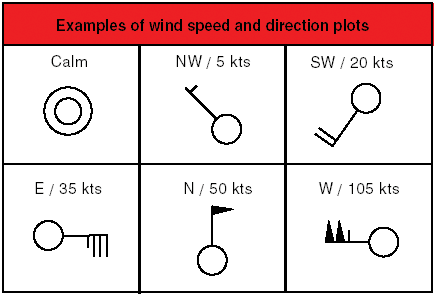 Examples of wind speed and direction plots
Calm
NW / 5 kts
SW / 20 kts
E / 35 kts
N / 50 kts
W / 105 kts